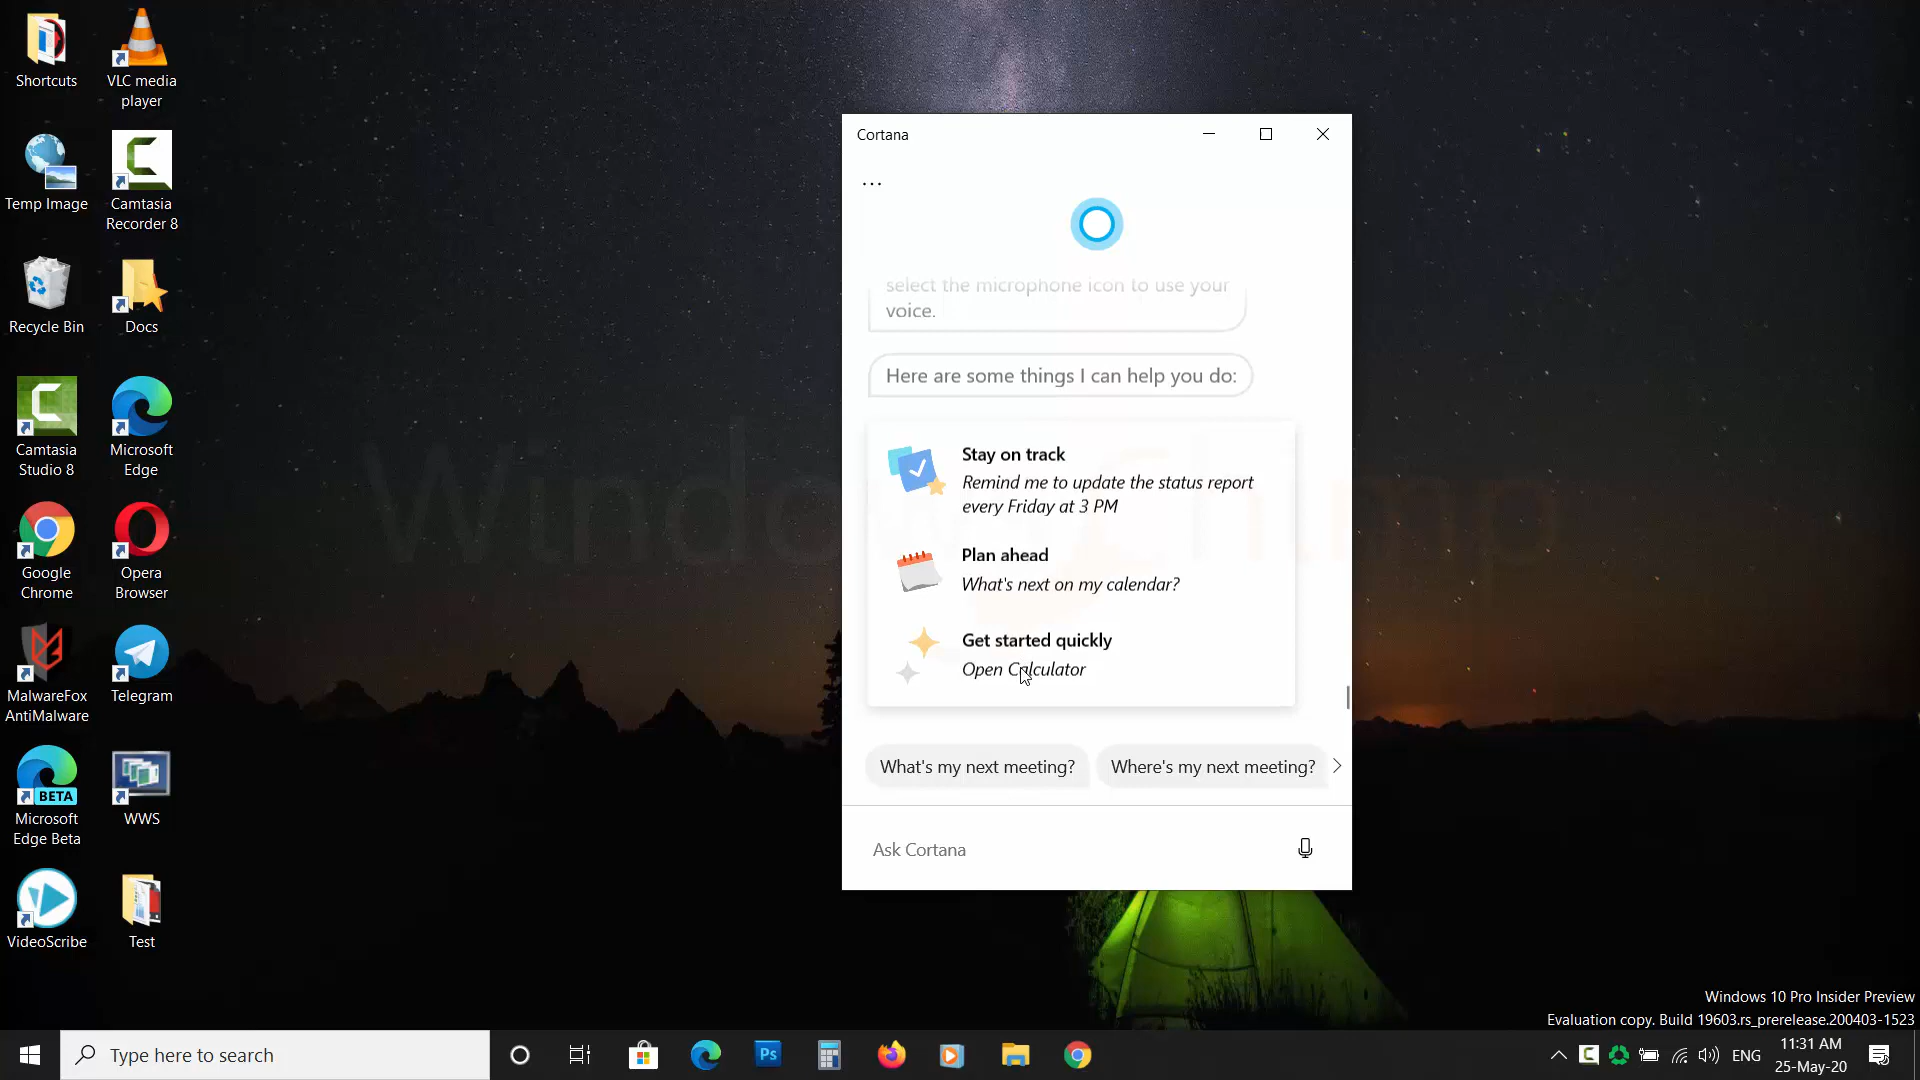 Shortcuts
VLC media
player
Temp Image
Camtasia
Recorder 8
Recycle Bin
Docs
Camtasia
Studio 8
Microsoft
Edge
Google
Chrome
Opera
Browser
MalwareFox
AntiMalware
Telegram
BETA
Microsoft
Edge Beta
WWS
VideoScribe
Test
Cortana
...
select the microphone icon to use your
voice.
Here are some things I can help you do:
Stay on track
Remind me to update the status report
every Friday at 3 PM
Plan ahead
What's next on my calendar?
Get started quickly
Open Calculator
What's my next meeting?
Where's my next meeting?
Ask Cortana
Windows 10 Pro Insider Preview
Evaluation copy. Build 19603.rs_prerelease.200403-1523
Type here to search
Ps
ENG
11:31 AM
25-May-20